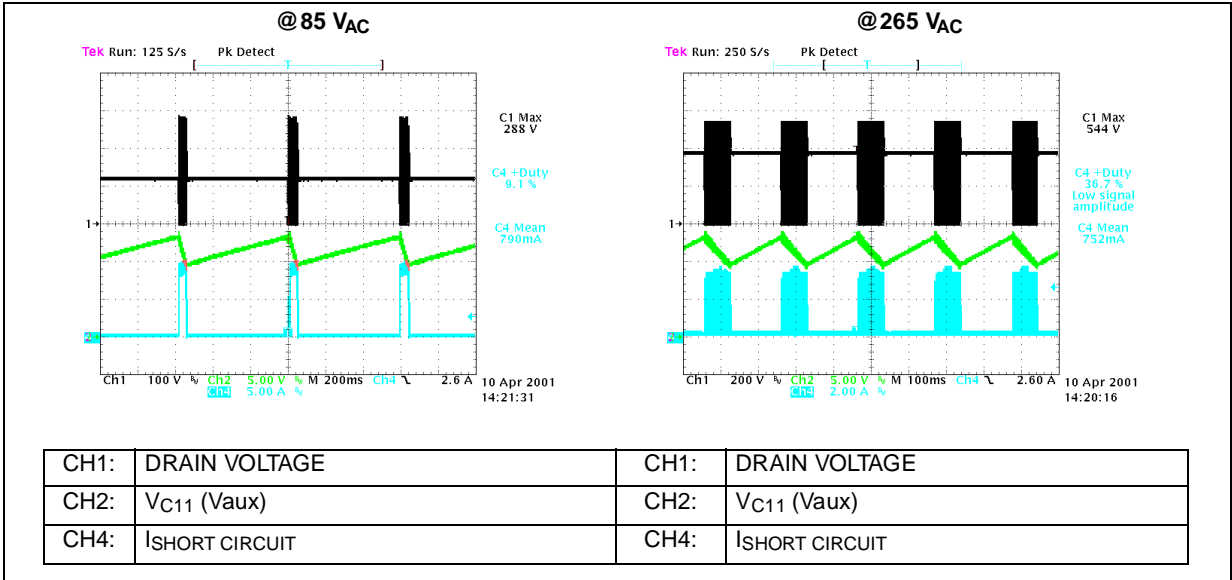 @85 VAC
Tek Run: 125 S/s Pk Detect
[ T ]
C1 Max
288 V
C4 +Duty
9.1 %
C4 Mean
790mA
1→
2→
Ch1 100 V Ch2 5.00 V M 200ms Ch4 2.6 A
Ch4 5.00 A
10 Apr 2001
14:21:31
@265 VAC
Tek Run: 250 S/s Pk Detect
[ T ]
C1 Max
544 V
C4 +Duty
36.7 %
Low signal
amplitude
C4 Mean
752mA
1→
2→
Ch1 200 V Ch2 5.00 V M 100ms Ch4 2.60 A
Ch4 2.00 A
10 Apr 2001
14:20:16
CH1: DRAIN VOLTAGE CH1: DRAIN VOLTAGE
CH2: VC11 (Vaux) CH2: VC11 (Vaux)
CH4: ISHORT CIRCUIT CH4: ISHORT CIRCUIT